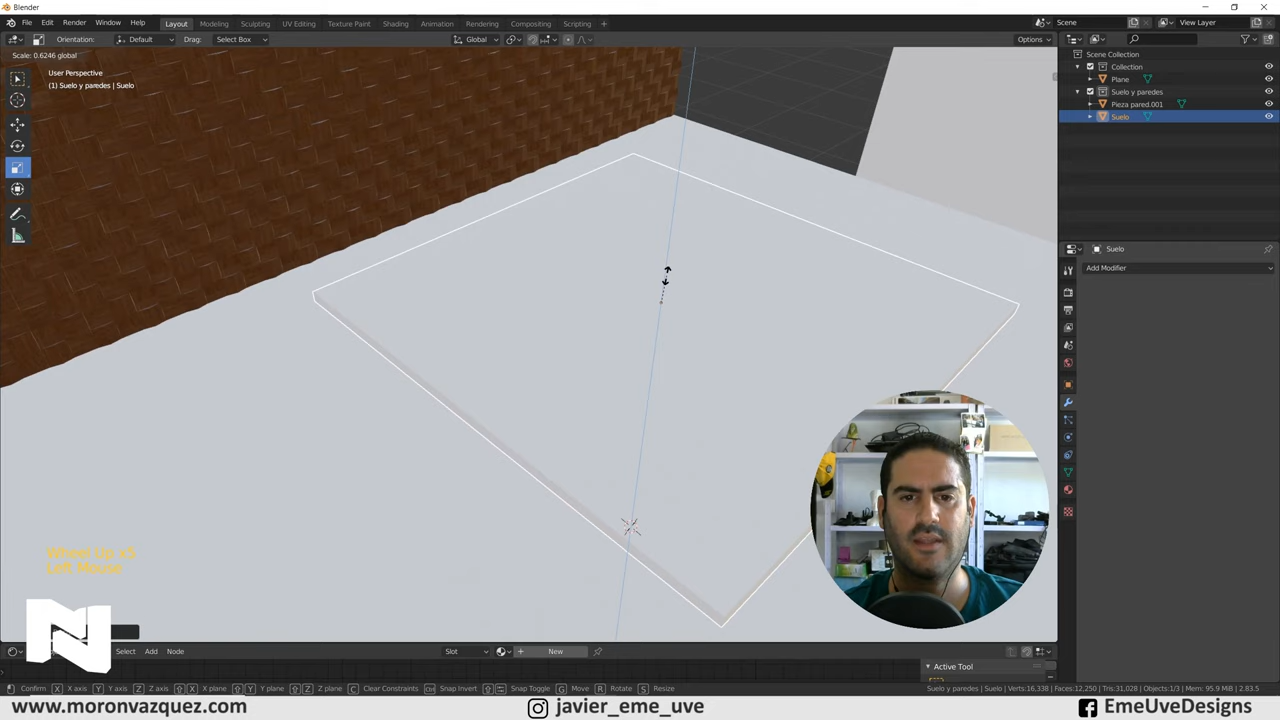 Blender
File Edit Render Window Help Layout Modeling Sculpting UV Editing Texture Paint Shading Animation Rendering Compositing Scripting + Scene View Layer
Orientation: Default Drag: Select Box Global Options
Scale: 0.6246 global
User Perspective
(1) Suelo y paredes | Suelo
Scene Collection
Collection
Plane
Suelo y paredes
Pieza pared.001
Suelo
Suelo
Add Modifier
Wheel Up x5
Left Mouse
N
Select Add Node Slot New
Active Tool
Confirm X X axis Y Y axis Z Z axis X X plane Y Y plane Z Z plane C Clear Constraints Snap Invert Snap Toggle G Move R Rotate S Resize Suelo y paredes | Suelo | Verts:16,338 | Faces:12,250 | Tris:31,028 | Objects:1/3 | Mem: 95.9 MiB | 2.83.5
www.moronvazquez.com javier_eme_uve EmeUveDesigns